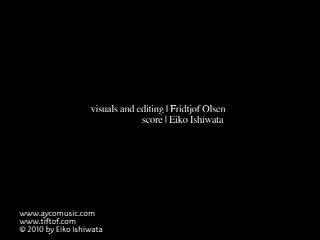 visuals and editing | Fridtjof Olsen
score | Eiko Ishiwata
www.aycomusic.com
www.tiftof.com
© 2010 by Eiko Ishiwata